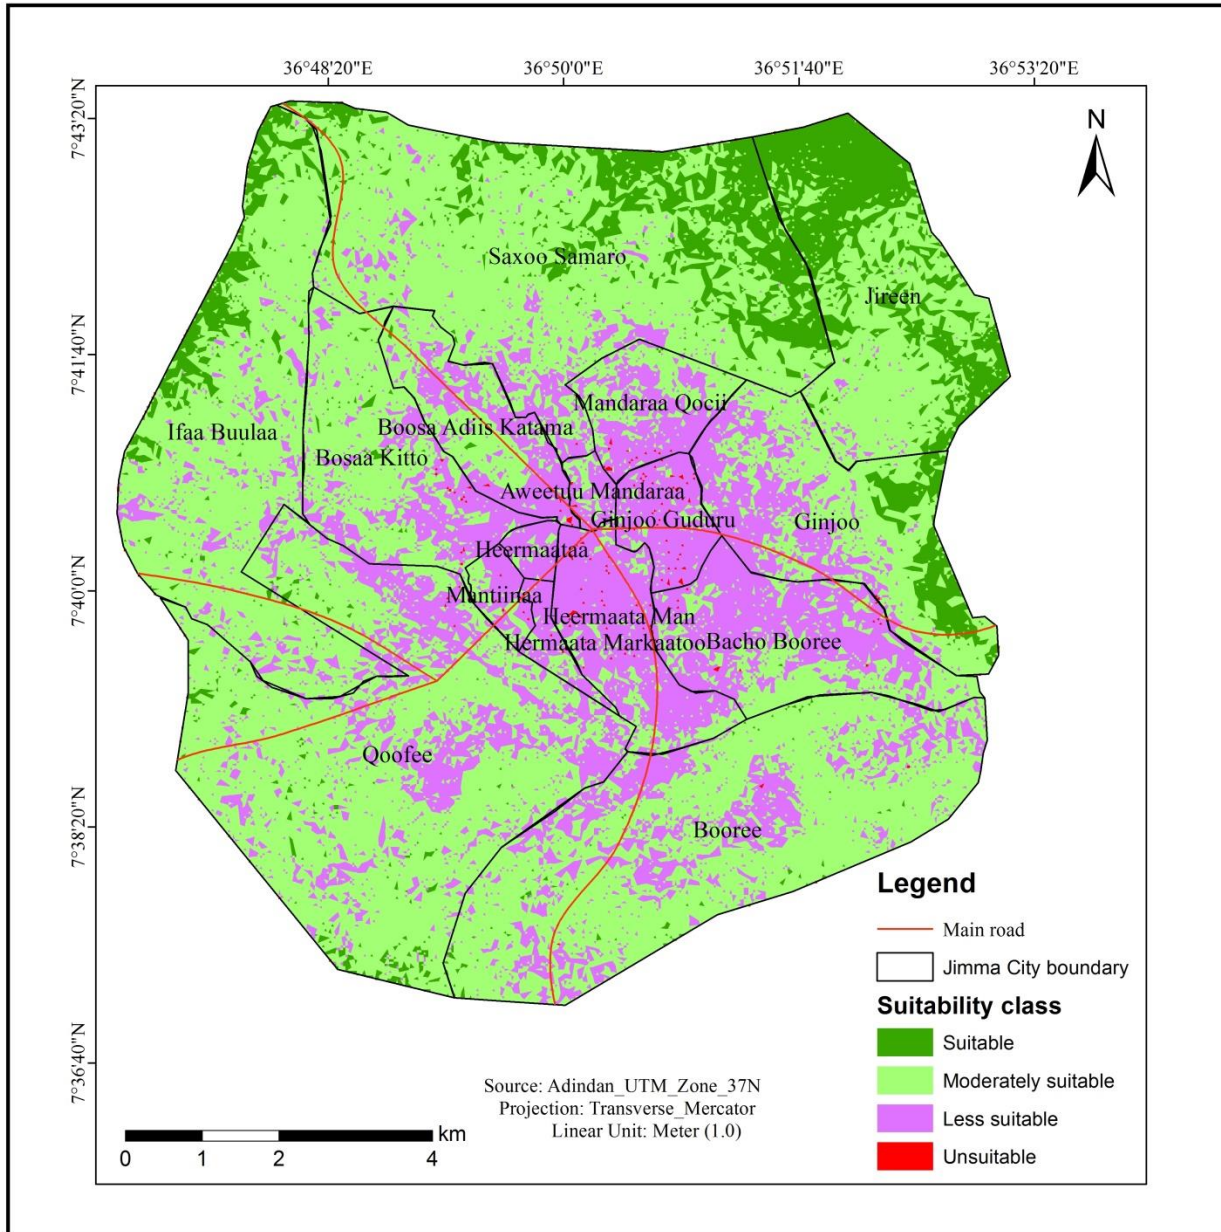 36°48'20"E
36°50'0"E
36°51'40"E
36°53'20"E
7°43'20"N
7°41'40"N
7°40'0"N
7°38'20"N
7°36'40"N
N
Saxoo Samaro
Jireen
Mandaraa Qocii
Ifaa Buulaa
Boosa Adiis Katama
Bosaa Kitto
Aweetuu Mandaraa
Ginjoo Guduru
Ginjoo
Heermaataa
Mantiinaa
Heermaata Man
Hermaata Markaatoo
Bacho Booree
Qoofee
Booree
Legend
Main road
Jimma City boundary
Suitability class
Suitable
Moderately suitable
Less suitable
Unsuitable
Source: Adindan_UTM_Zone_37N
Projection: Transverse_Mercator
Linear Unit: Meter (1.0)
km
0 1 2 4